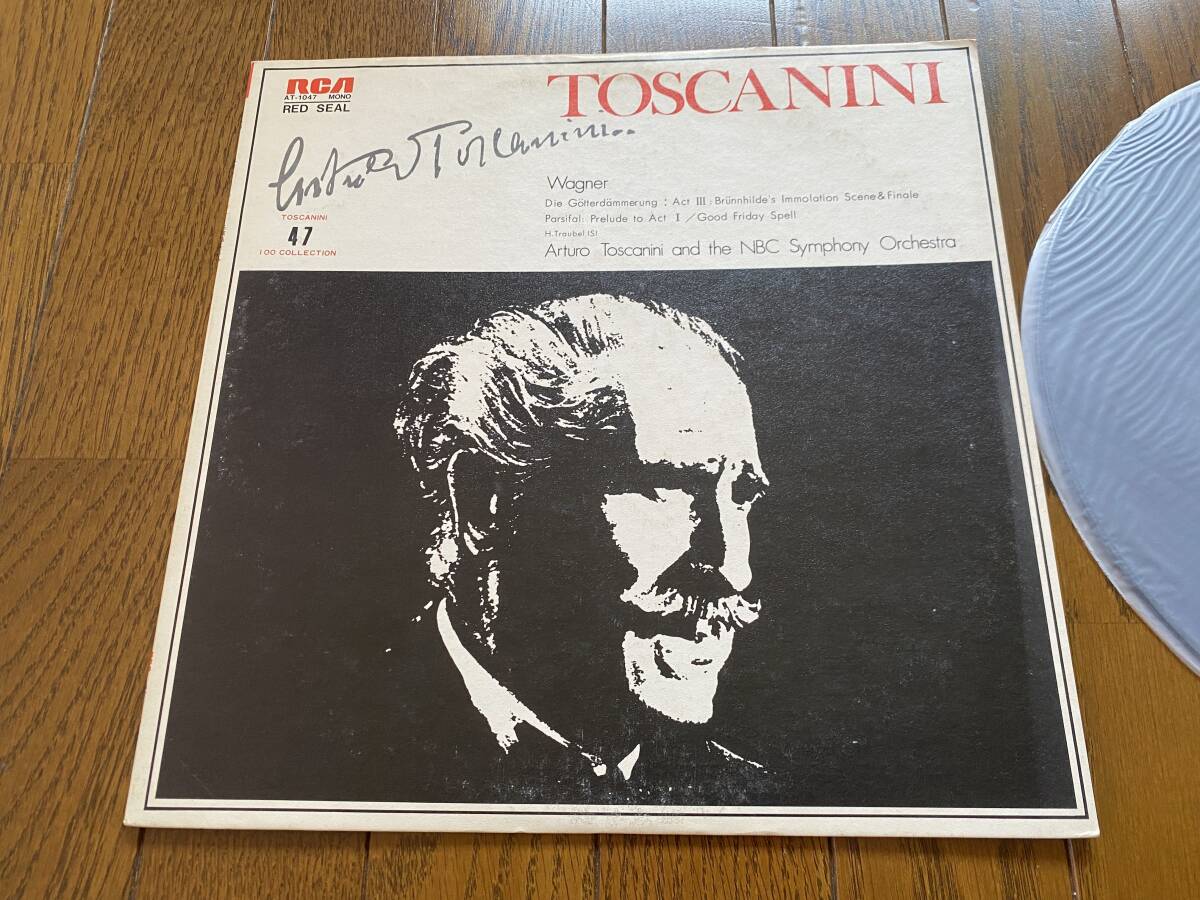 RCA
AT-1047 MONO
RED SEAL
TOSCANINI
Arturo Toscanini
TOSCANINI
47
100 COLLECTION
Wagner
Die Götterdämmerung : Act III : Brünnhilde's Immolation Scene & Finale
Parsifal : Prelude to Act I / Good Friday Spell
H.Traubel (S)
Arturo Toscanini and the NBC Symphony Orchestra